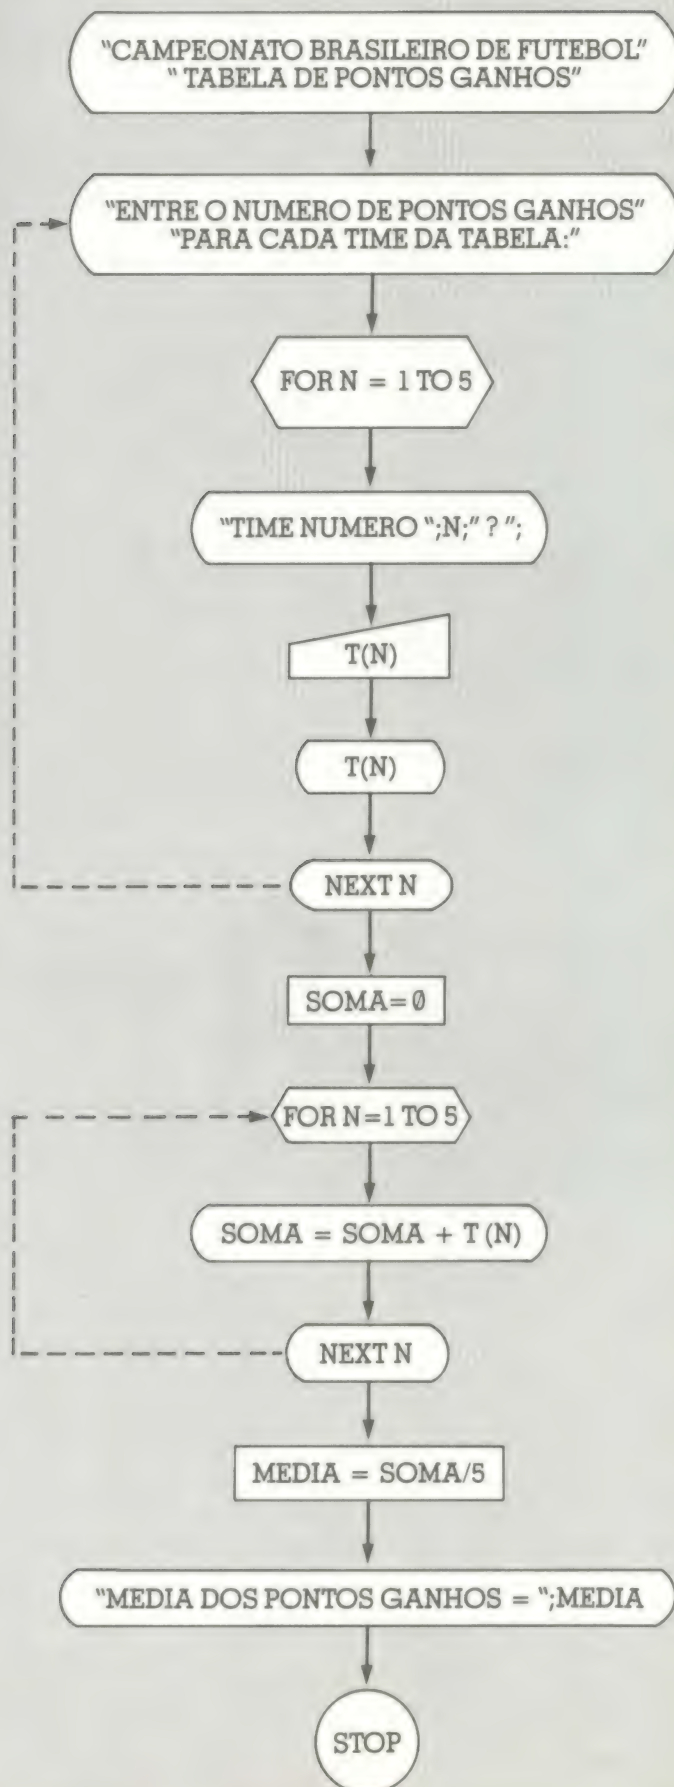 “CAMPEONATO BRASILEIRO DE FUTEBOL”
“ TABELA DE PONTOS GANHOS”
“ENTRE O NUMERO DE PONTOS GANHOS”
“PARA CADA TIME DA TABELA:”
FOR N = 1 TO 5
“TIME NUMERO “;N;” ? ”;
T(N)
T(N)
NEXT N
SOMA=0
FOR N=1 TO 5
SOMA = SOMA + T (N)
NEXT N
MEDIA = SOMA/5
“MEDIA DOS PONTOS GANHOS = “;MEDIA
STOP